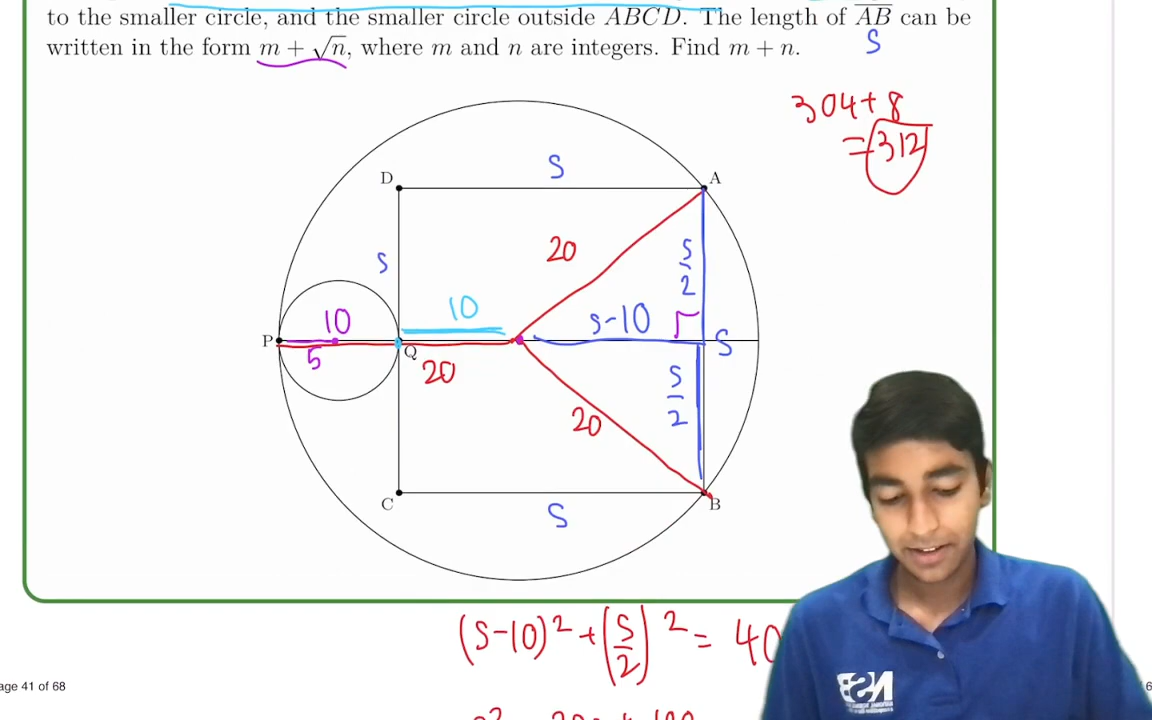 to the smaller circle, and the smaller circle outside ABCD. The length of AB can be
written in the form m + √n, where m and n are integers. Find m + n.
S
304+8
=312
D
S
A
20
S
S/2
10
10
S-10
P
Q
S
5
20
S/2
20
C
S
B
(S-10)² + (S/2)² = 40
age 41 of 68
NSB
6